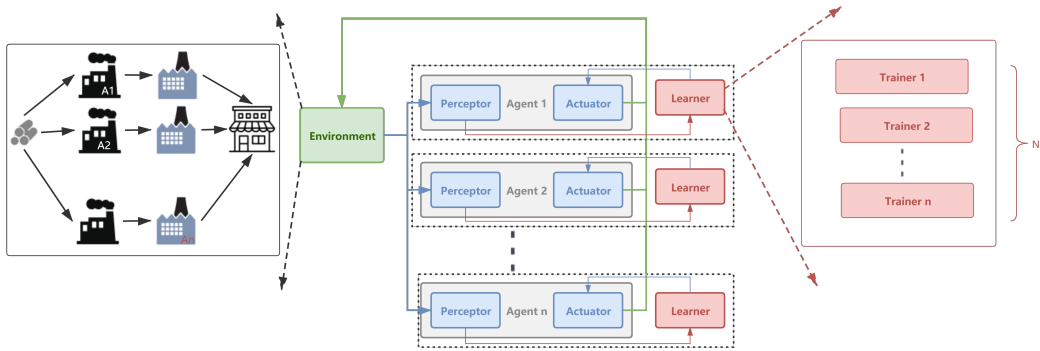 A1
A2
An
Environment
Perceptor
Agent 1
Actuator
Learner
Perceptor
Agent 2
Actuator
Learner
Perceptor
Agent n
Actuator
Learner
Trainer 1
Trainer 2
Trainer n
N